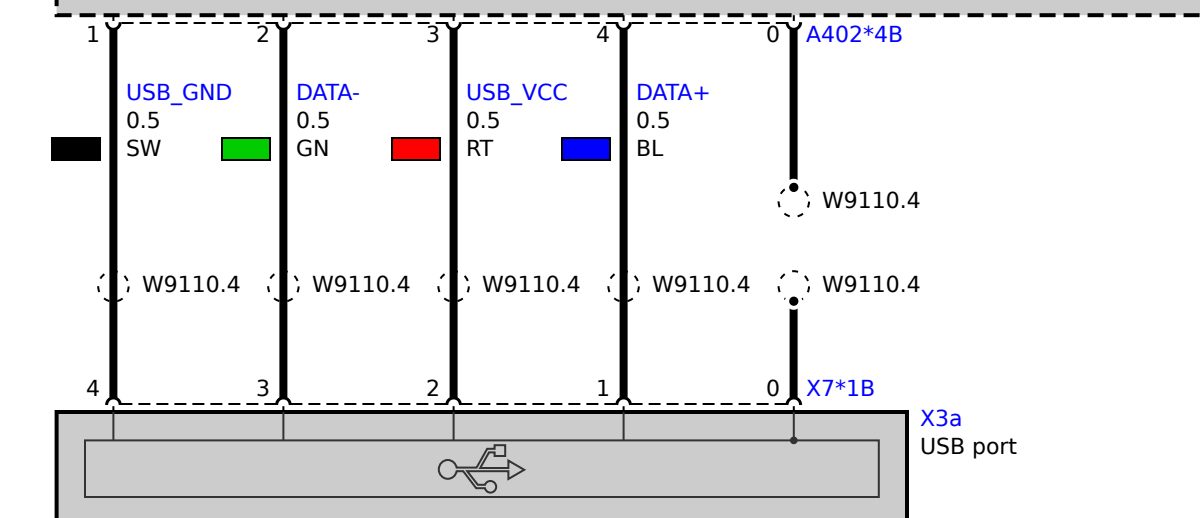 1 2 3 4 0 A402*4B
USB_GND DATA- USB_VCC DATA+
0.5 0.5 0.5 0.5
SW GN RT BL
W9110.4
W9110.4 W9110.4 W9110.4 W9110.4 W9110.4
4 3 2 1 0 X7*1B
X3a
USB port